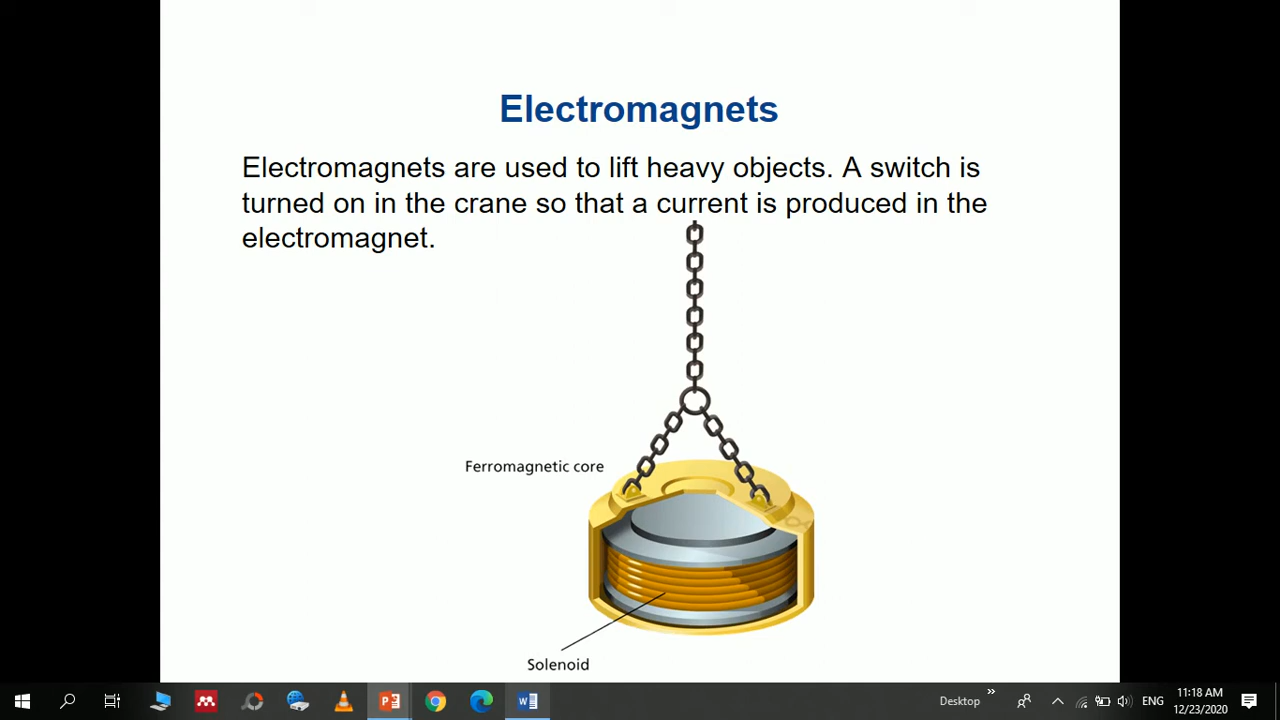 Electromagnets
Electromagnets are used to lift heavy objects. A switch is
turned on in the crane so that a current is produced in the
electromagnet.
Ferromagnetic core
Solenoid
Desktop
»
ENG
11:18 AM
12/23/2020